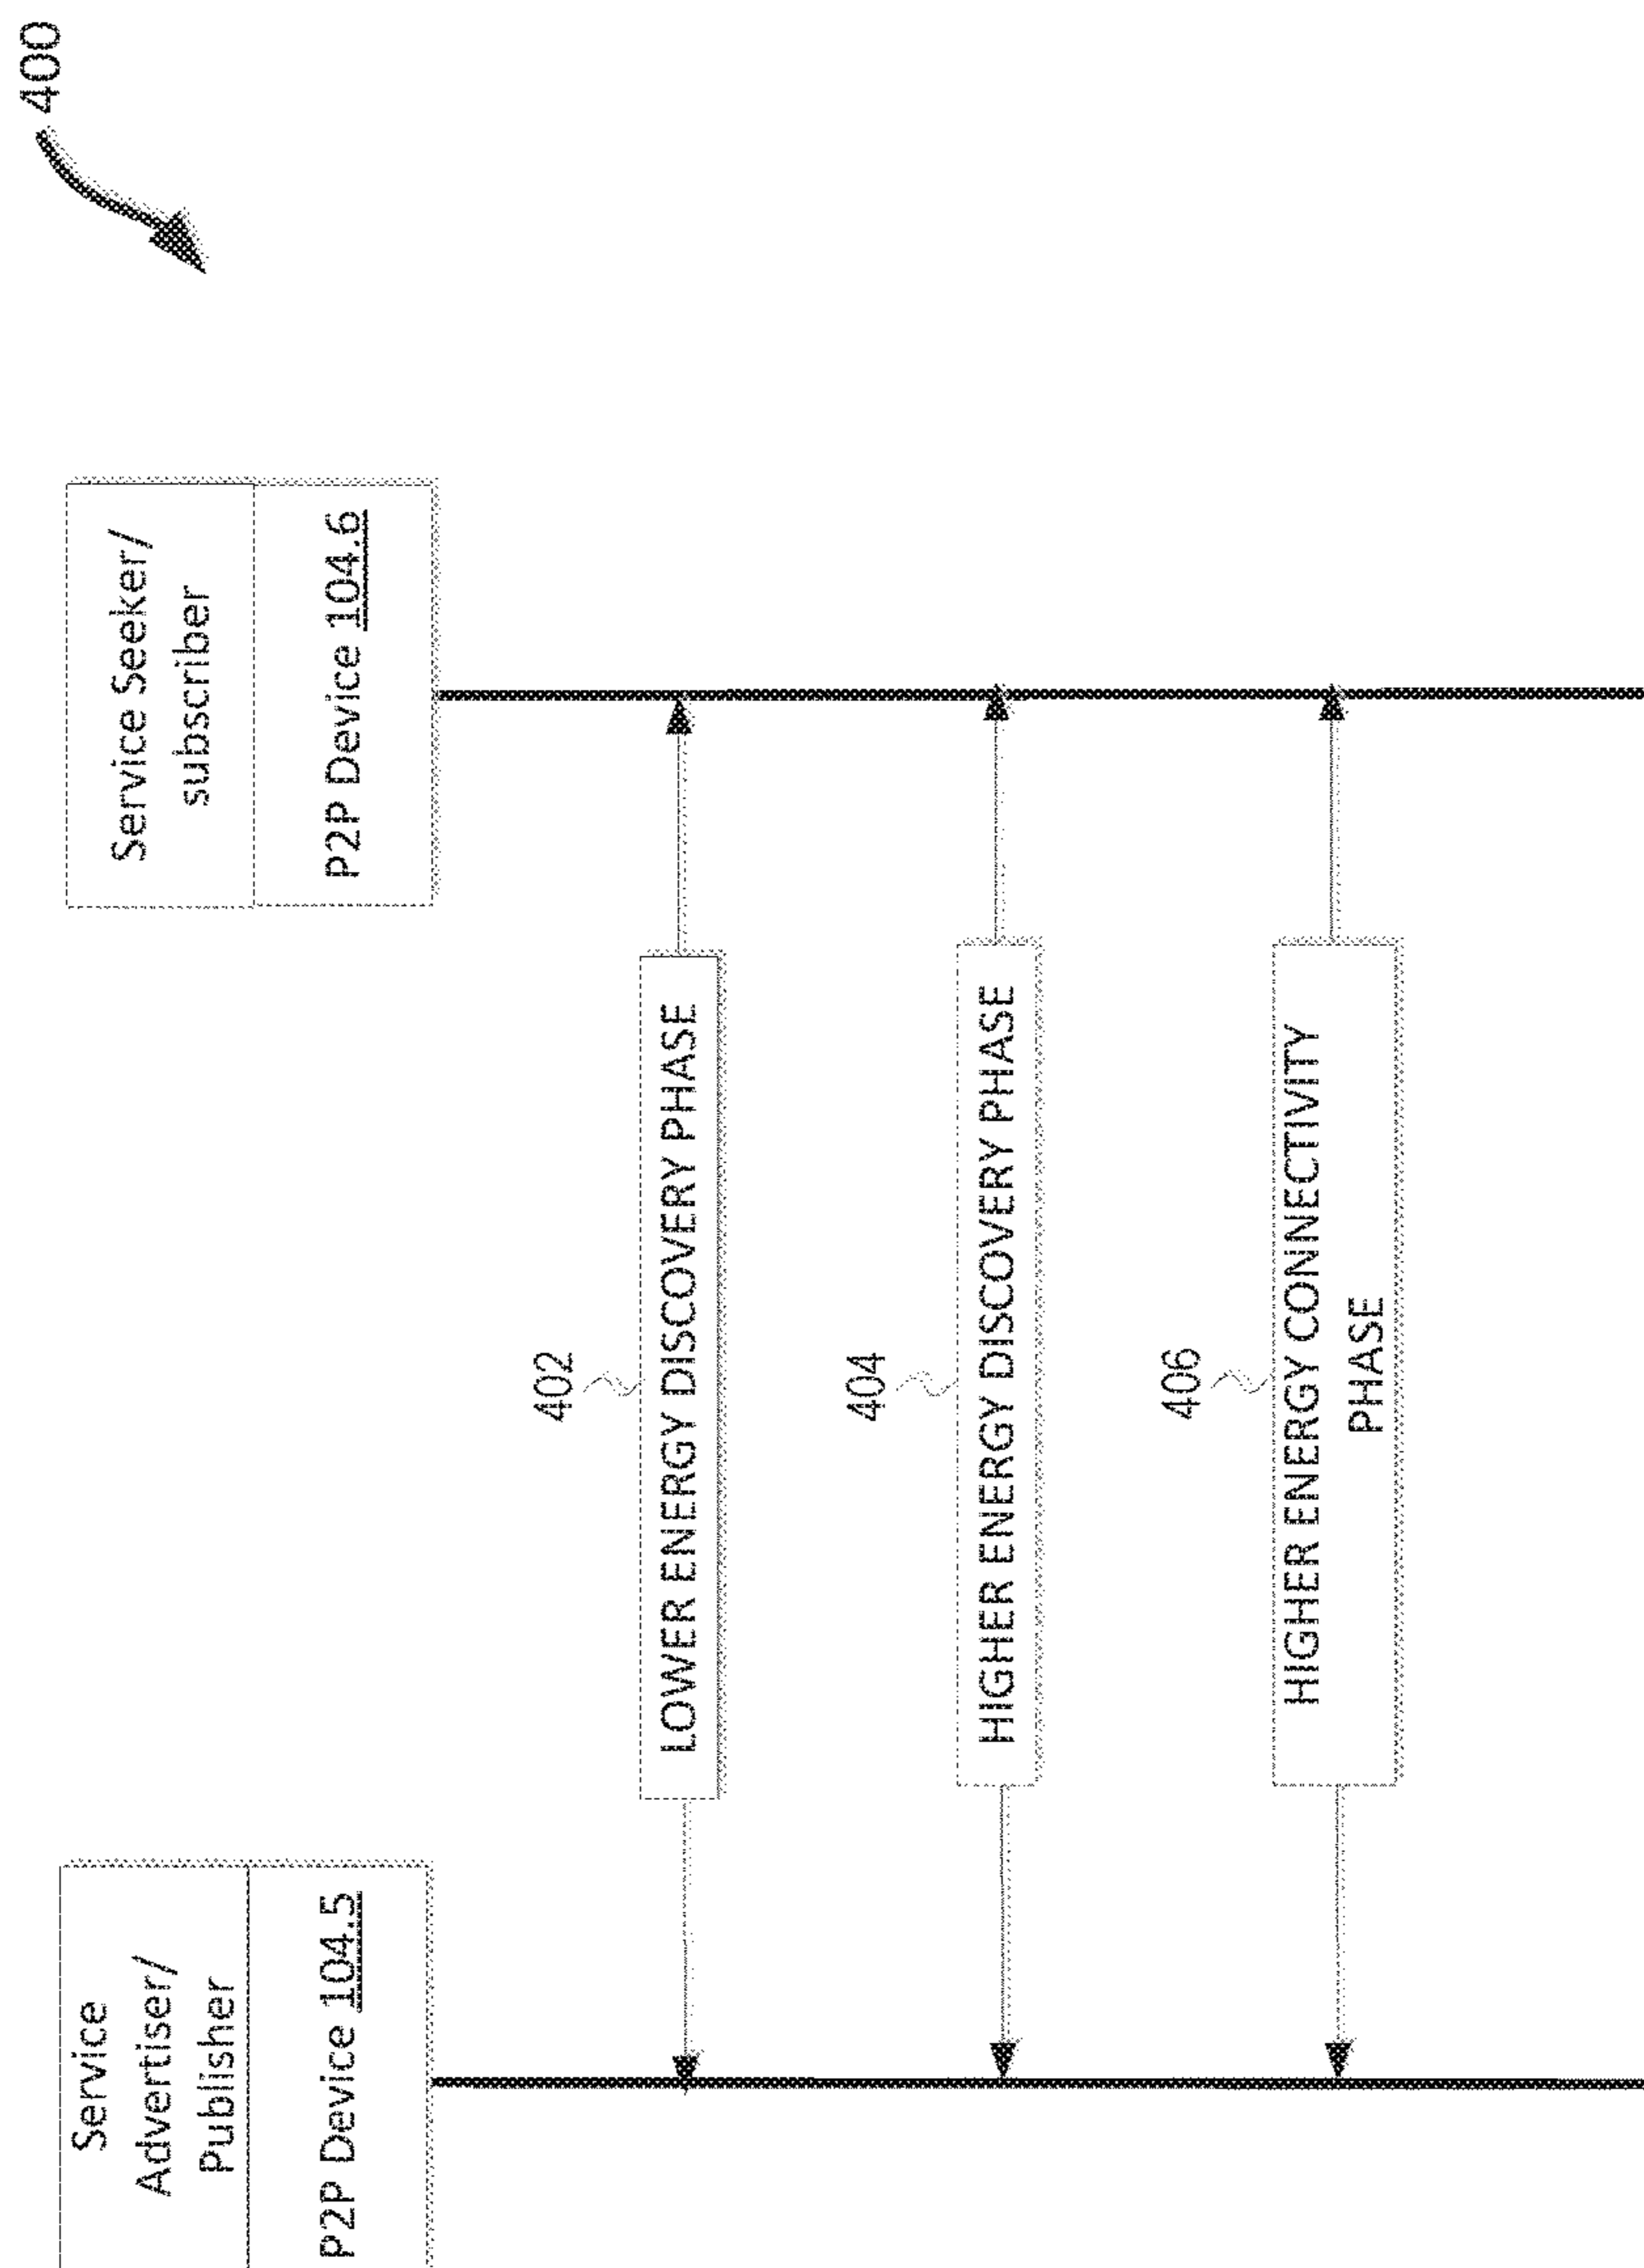 400
Service
Advertiser/
Publisher
P2P Device 104.5
Service Seeker/
subscriber
P2P Device 104.6
402
LOWER ENERGY DISCOVERY PHASE
404
HIGHER ENERGY DISCOVERY PHASE
406
HIGHER ENERGY CONNECTIVITY
PHASE